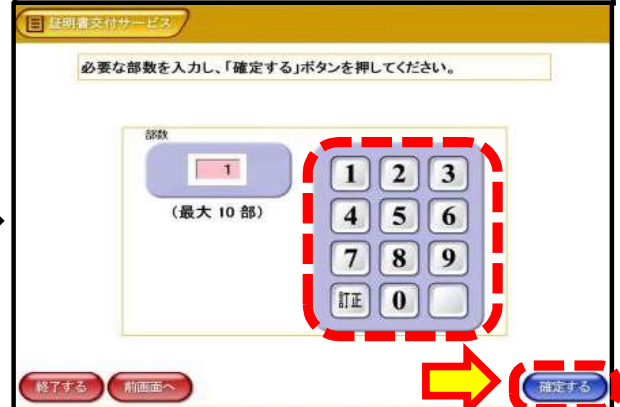 証明書交付サービス
必要な部数を入力し、「確定する」ボタンを押してください。
部数
1
(最大 10 部)
1 2 3
4 5 6
7 8 9
訂正 0
終了する 前画面へ 確定する